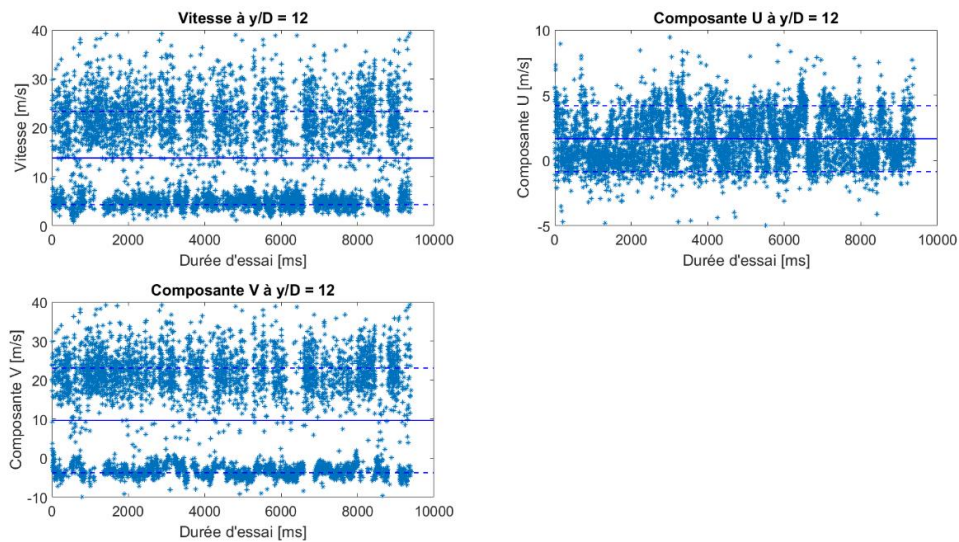 Vitesse à y/D = 12
40
30
20
10
0
0 2000 4000 6000 8000 10000
Vitesse [m/s]
Durée d'essai [ms]
Composante U à y/D = 12
10
5
0
-5
0 2000 4000 6000 8000 10000
Composante U [m/s]
Durée d'essai [ms]
Composante V à y/D = 12
40
30
20
10
0
-10
0 2000 4000 6000 8000 10000
Composante V [m/s]
Durée d'essai [ms]